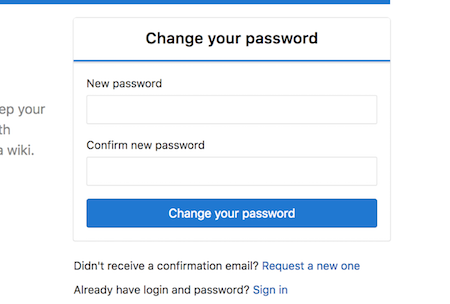 Change your password
New password
ep your
th
a wiki.
Confirm new password
Change your password
Didn't receive a confirmation email? Request a new one
Already have login and password? Sign in